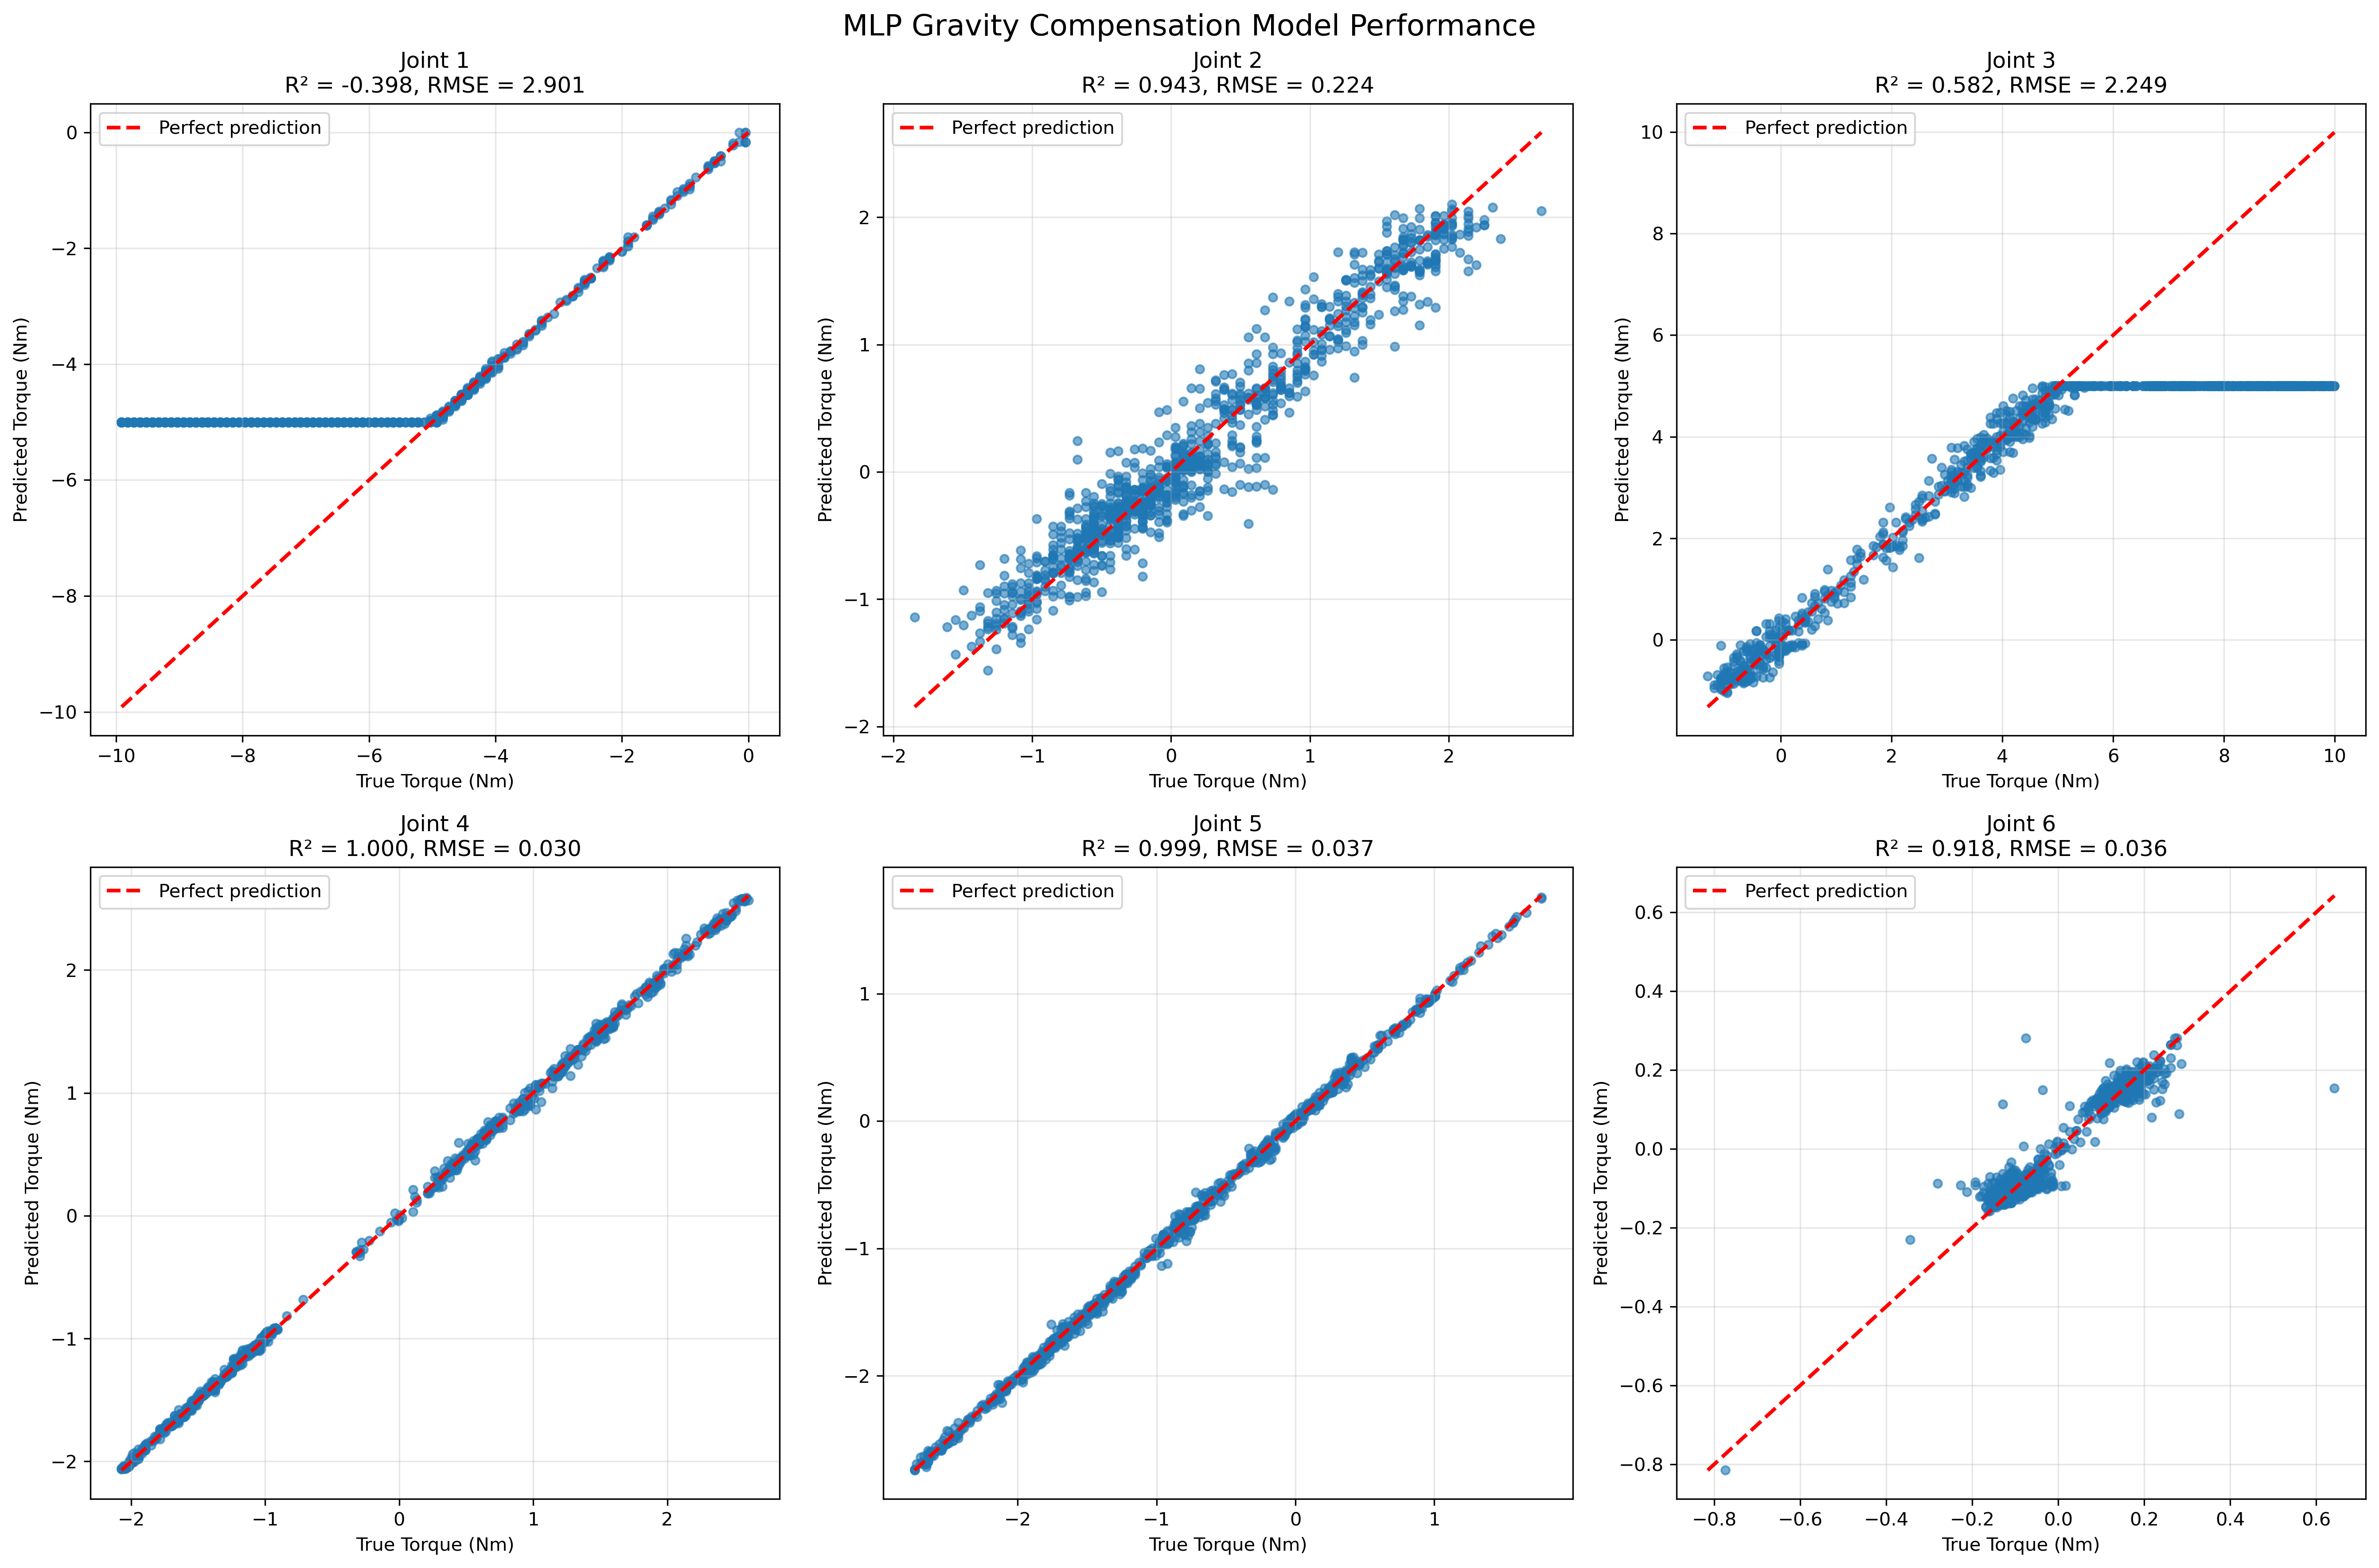 MLP Gravity Compensation Model Performance
Joint 1
R² = -0.398, RMSE = 2.901
Perfect prediction
0
−2
−4
−6
−8
−10
Predicted Torque (Nm)
−10 −8 −6 −4 −2 0
True Torque (Nm)
Joint 2
R² = 0.943, RMSE = 0.224
Perfect prediction
2
1
0
−1
−2
Predicted Torque (Nm)
−2 −1 0 1 2
True Torque (Nm)
Joint 3
R² = 0.582, RMSE = 2.249
Perfect prediction
10
8
6
4
2
0
Predicted Torque (Nm)
0 2 4 6 8 10
True Torque (Nm)
Joint 4
R² = 1.000, RMSE = 0.030
Perfect prediction
2
1
0
−1
−2
Predicted Torque (Nm)
−2 −1 0 1 2
True Torque (Nm)
Joint 5
R² = 0.999, RMSE = 0.037
Perfect prediction
1
0
−1
−2
Predicted Torque (Nm)
−2 −1 0 1
True Torque (Nm)
Joint 6
R² = 0.918, RMSE = 0.036
Perfect prediction
0.6
0.4
0.2
0.0
−0.2
−0.4
−0.6
−0.8
Predicted Torque (Nm)
−0.8 −0.6 −0.4 −0.2 0.0 0.2 0.4 0.6
True Torque (Nm)